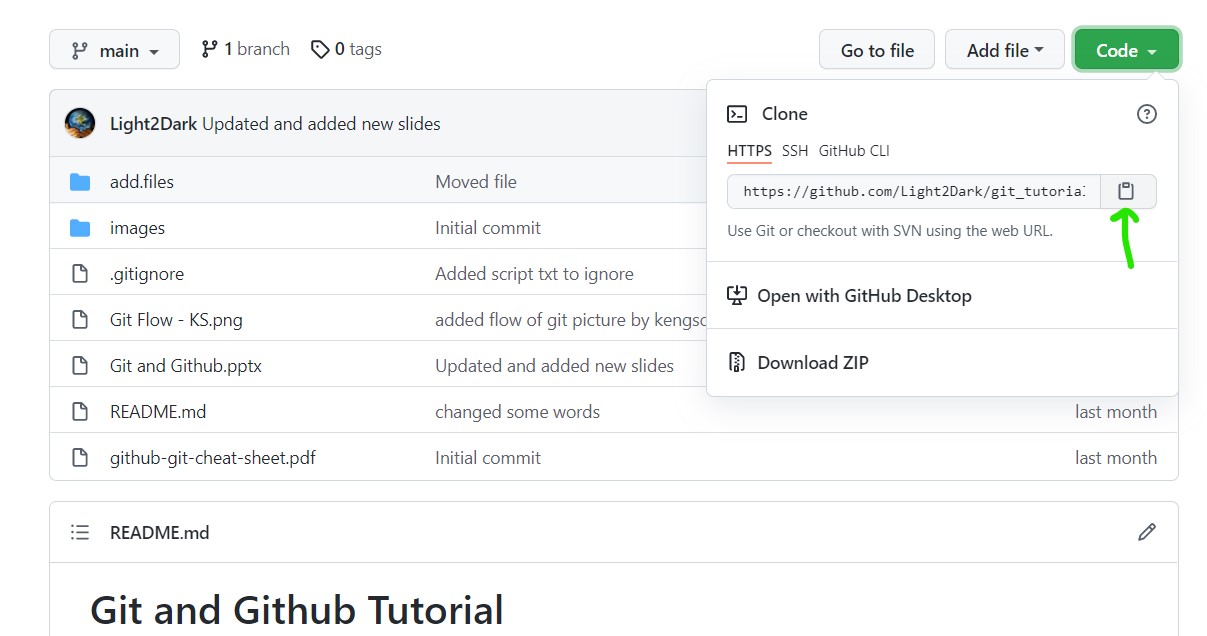 main 1 branch 0 tags Go to file Add file Code
Light2Dark Updated and added new slides
add.files Moved file
images Initial commit
.gitignore Added script txt to ignore
Git Flow - KS.png added flow of git picture by kengsc
Git and Github.pptx Updated and added new slides
README.md changed some words last month
github-git-cheat-sheet.pdf Initial commit last month
Clone
HTTPS SSH GitHub CLI
https://github.com/Light2Dark/git_tutorial
Use Git or checkout with SVN using the web URL.
Open with GitHub Desktop
Download ZIP
README.md
Git and Github Tutorial